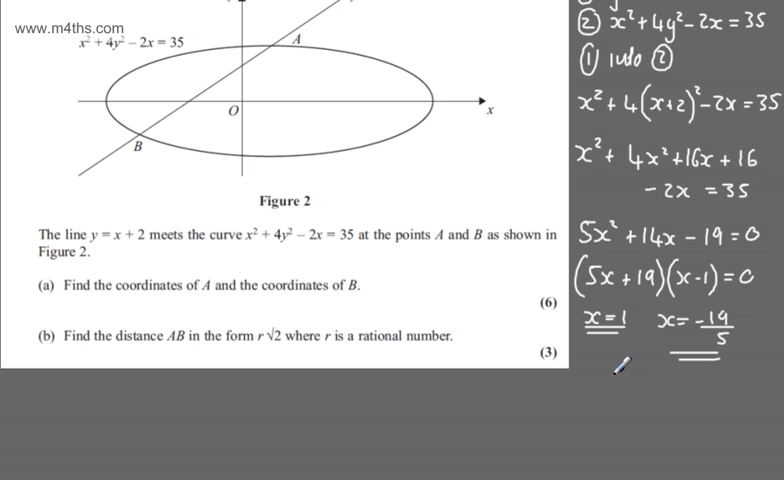 www.m4ths.com
x² + 4y² − 2x = 35
A
O
x
B
Figure 2
The line y = x + 2 meets the curve x² + 4y² − 2x = 35 at the points A and B as shown in
Figure 2.
(a) Find the coordinates of A and the coordinates of B.
(6)
(b) Find the distance AB in the form r √2 where r is a rational number.
(3)
② x² + 4y² − 2x = 35
① into ②
x² + 4(x+2)² − 2x = 35
x² + 4x² + 16x + 16
− 2x = 35
5x² + 14x − 19 = 0
(5x + 19)(x − 1) = 0
x = 1 x = −19/5